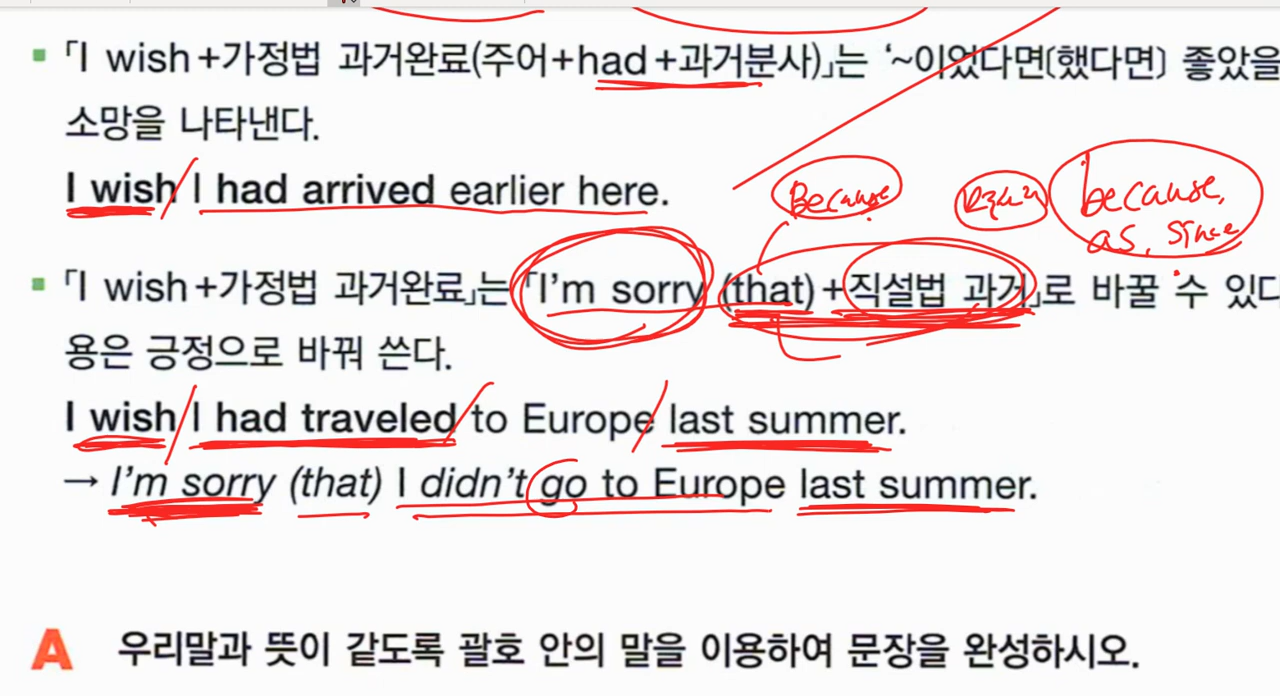 「I wish+가정법 과거완료(주어+had+과거분사)」는 '~이었다면(했다면) 좋았을
소망을 나타낸다.
Because
because,
as, since
I wish I had arrived earlier here.
「I wish+가정법 과거완료」는 「I'm sorry (that)+직설법 과거」로 바꿀 수 있다
용은 긍정으로 바꿔 쓴다.
I wish I had traveled to Europe last summer.
→ I'm sorry (that) I didn't go to Europe last summer.
A 우리말과 뜻이 같도록 괄호 안의 말을 이용하여 문장을 완성하시오.